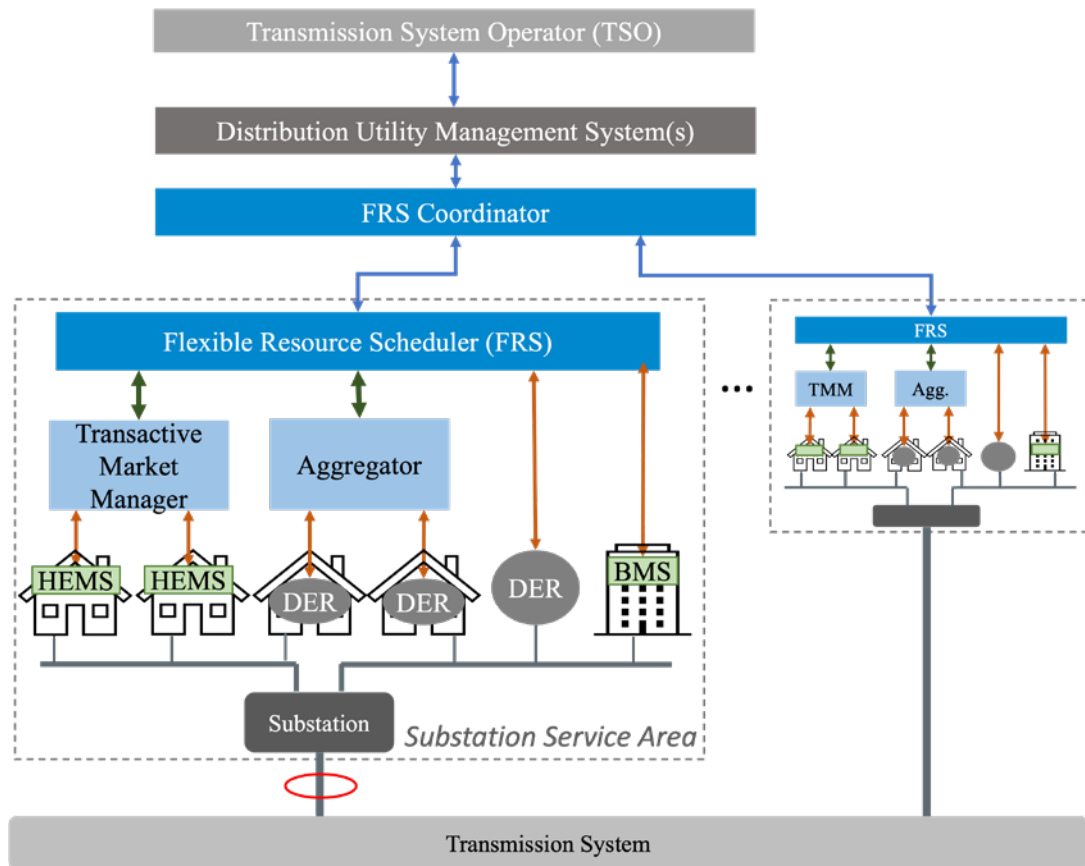 Transmission System Operator (TSO)
Distribution Utility Management System(s)
FRS Coordinator
Flexible Resource Scheduler (FRS)
Transactive
Market
Manager
Aggregator
HEMS
HEMS
DER
DER
DER
BMS
Substation
Substation Service Area
...
FRS
TMM
Agg.
Transmission System